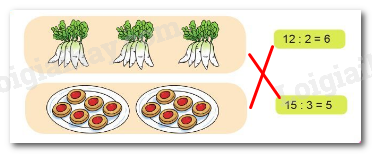 12 : 2 = 6
15 : 3 = 5